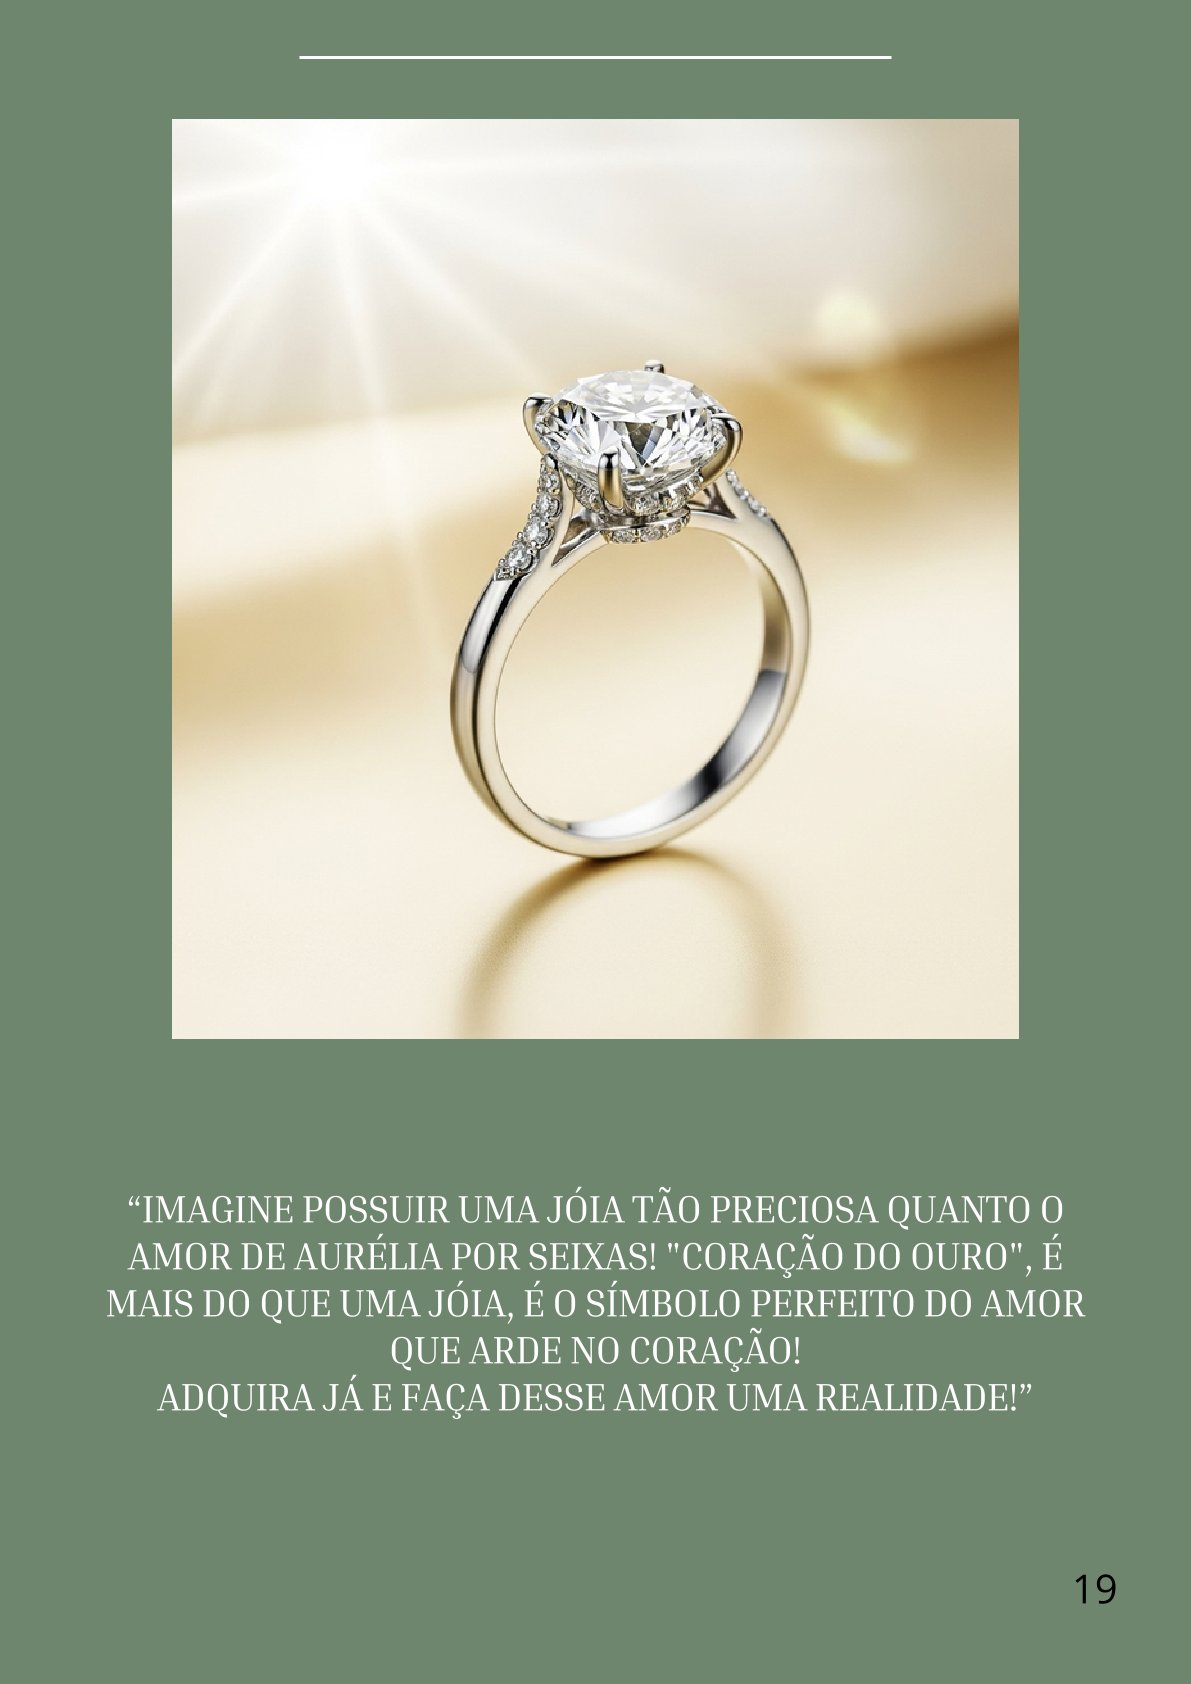 “IMAGINE POSSUIR UMA JÓIA TÃO PRECIOSA QUANTO O
AMOR DE AURÉLIA POR SEIXAS! "CORAÇÃO DO OURO", É
MAIS DO QUE UMA JÓIA, É O SÍMBOLO PERFEITO DO AMOR
QUE ARDE NO CORAÇÃO!
ADQUIRA JÁ E FAÇA DESSE AMOR UMA REALIDADE!”
19